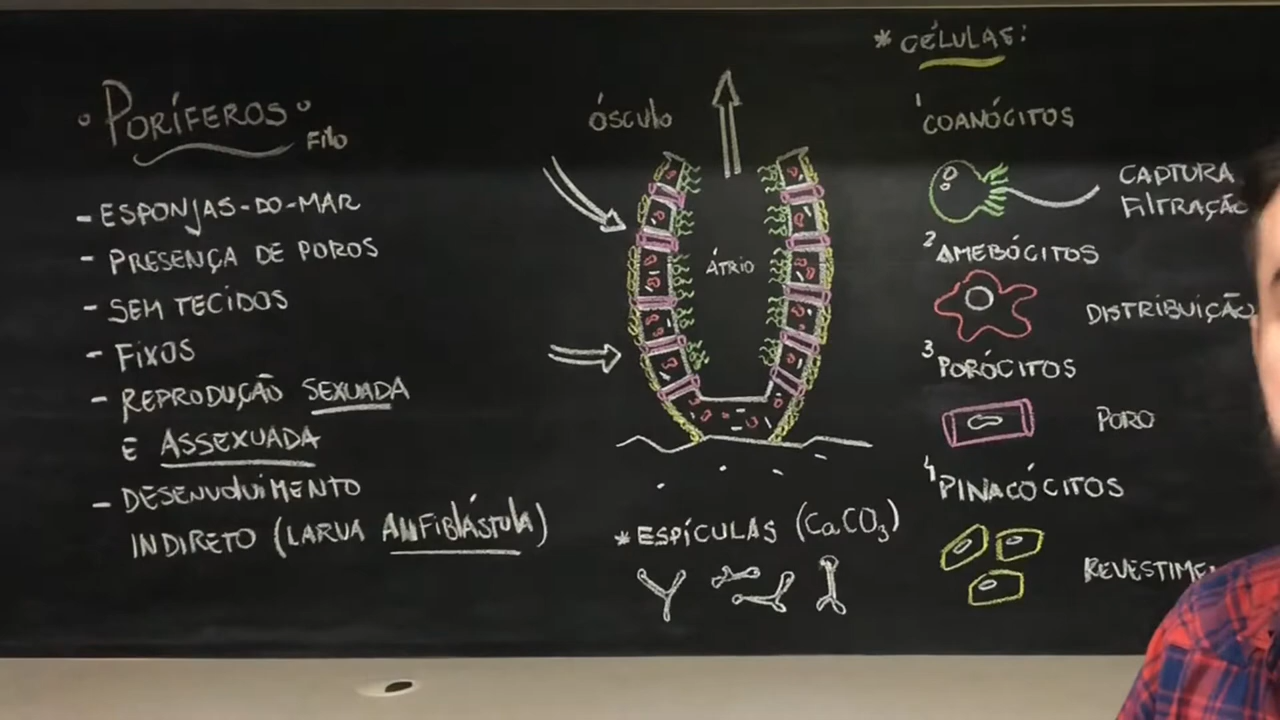 PORÍFEROS
Filo
- ESPONJAS-DO-MAR
- PRESENÇA DE POROS
- SEM TECIDOS
- FIXOS
- REPRODUÇÃO SEXUADA
E ASSEXUADA
- DESENVOLVIMENTO
INDIRETO (LARVA ANFIBLÁSTULA)
ÓSCULO
ÁTRIO
* ESPÍCULAS (CaCO3)
* CÉLULAS:
1 COANÓCITOS
CAPTURA
FILTRAÇÃO
2 AMEBÓCITOS
DISTRIBUIÇÃO
3 PORÓCITOS
PORO
4 PINACÓCITOS
REVESTIME